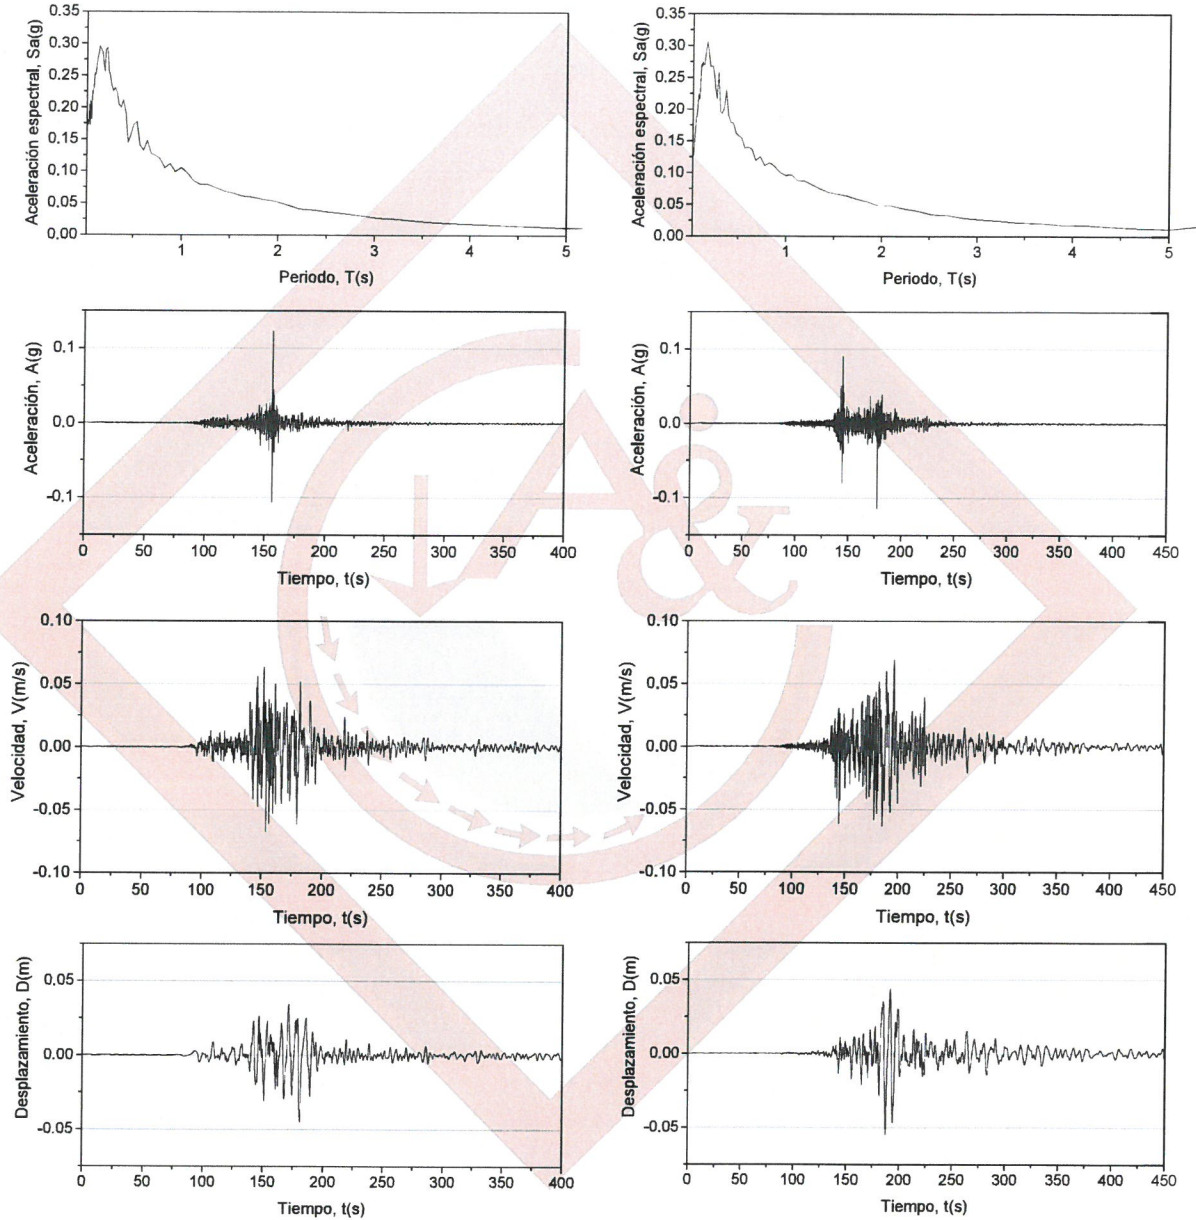 Aceleración espectral, Sa(g)
0.35
0.30
0.25
0.20
0.15
0.10
0.05
0.00
1 2 3 4 5
Periodo, T(s)
Aceleración espectral, Sa(g)
0.35
0.30
0.25
0.20
0.15
0.10
0.05
0.00
1 2 3 4 5
Periodo, T(s)
Aceleración, A(g)
0.1
0.0
-0.1
0 50 100 150 200 250 300 350 400
Tiempo, t(s)
Aceleración, A(g)
0.1
0.0
-0.1
0 50 100 150 200 250 300 350 400 450
Tiempo, t(s)
A&
Velocidad, V(m/s)
0.10
0.05
0.00
-0.05
-0.10
0 50 100 150 200 250 300 350 400
Tiempo, t(s)
Velocidad, V(m/s)
0.10
0.05
0.00
-0.05
-0.10
0 50 100 150 200 250 300 350 400 450
Tiempo, t(s)
Desplazamiento, D(m)
0.05
0.00
-0.05
0 50 100 150 200 250 300 350 400
Tiempo, t(s)
Desplazamiento, D(m)
0.05
0.00
-0.05
0 50 100 150 200 250 300 350 400 450
Tiempo, t(s)